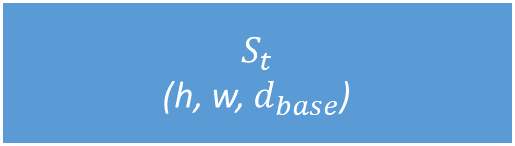 S_t
(h, w, d_base)